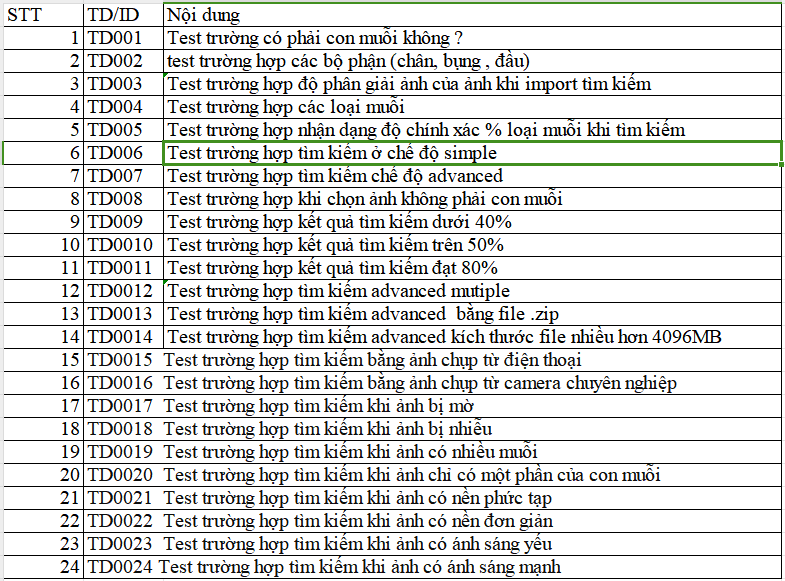 STT TD/ID Nội dung
1 TD001 Test trường có phải con muỗi không ?
2 TD002 test trường hợp các bộ phận (chân, bụng , đầu)
3 TD003 Test trường hợp độ phân giải ảnh của ảnh khi import tìm kiếm
4 TD004 Test trường hợp các loại muỗi
5 TD005 Test trường hợp nhận dạng độ chính xác % loại muỗi khi tìm kiếm
6 TD006 Test trường hợp tìm kiếm ở chế độ simple
7 TD007 Test trường hợp tìm kiếm chế độ advanced
8 TD008 Test trường hợp khi chọn ảnh không phải con muỗi
9 TD009 Test trường hợp kết quả tìm kiếm dưới 40%
10 TD0010 Test trường hợp kết quả tìm kiếm trên 50%
11 TD0011 Test trường hợp kết quả tìm kiếm đạt 80%
12 TD0012 Test trường hợp tìm kiếm advanced mutiple
13 TD0013 Test trường hợp tìm kiếm advanced bằng file .zip
14 TD0014 Test trường hợp tìm kiếm advanced kích thước file nhiều hơn 4096MB
15 TD0015 Test trường hợp tìm kiếm bằng ảnh chụp từ điện thoại
16 TD0016 Test trường hợp tìm kiếm bằng ảnh chụp từ camera chuyên nghiệp
17 TD0017 Test trường hợp tìm kiếm khi ảnh bị mờ
18 TD0018 Test trường hợp tìm kiếm khi ảnh bị nhiễu
19 TD0019 Test trường hợp tìm kiếm khi ảnh có nhiều muỗi
20 TD0020 Test trường hợp tìm kiếm khi ảnh chỉ có một phần của con muỗi
21 TD0021 Test trường hợp tìm kiếm khi ảnh có nền phức tạp
22 TD0022 Test trường hợp tìm kiếm khi ảnh có nền đơn giản
23 TD0023 Test trường hợp tìm kiếm khi ảnh có ánh sáng yếu
24 TD0024 Test trường hợp tìm kiếm khi ảnh có ánh sáng mạnh